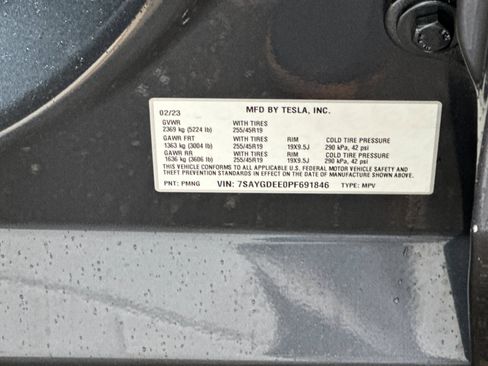 02/23 MFD BY TESLA, INC.
GVWR WITH TIRES
2369 kg (5224 lb) 255/45R19
GAWR FRT WITH TIRES RIM COLD TIRE PRESSURE
1363 kg (3004 lb) 255/45R19 19X9.5J 290 kPa, 42 psi
GAWR RR WITH TIRES RIM COLD TIRE PRESSURE
1636 kg (3606 lb) 255/45R19 19X9.5J 290 kPa, 42 psi
THIS VEHICLE CONFORMS TO ALL APPLICABLE
U.S. FEDERAL MOTOR VEHICLE SAFETY AND
THEFT PREVENTION STANDARDS IN EFFECT ON THE
DATE OF MANUFACTURE SHOWN ABOVE.
PNT: PMNG VIN: 7SAYGDEE0PF691846 TYPE: MPV